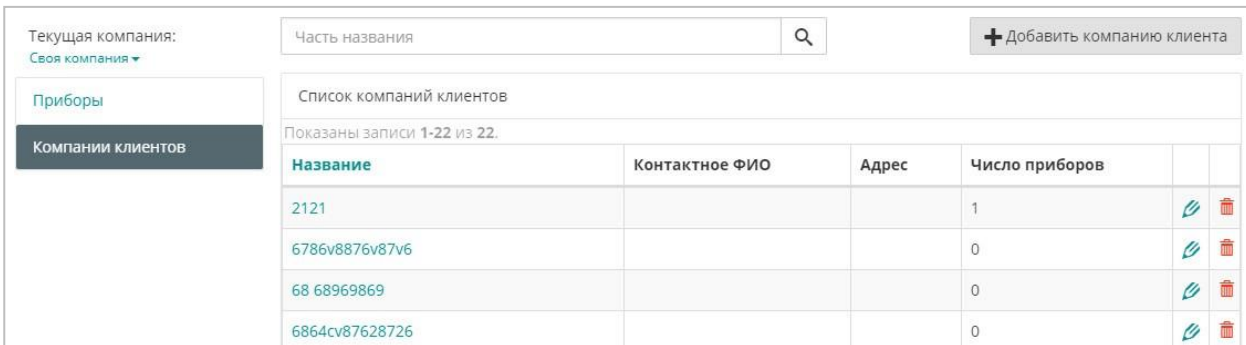 Текущая компания:
Своя компания
Приборы
Компании клиентов
Часть названия
Добавить компанию клиента
Список компаний клиентов
Показаны записи 1-22 из 22.
Название Контактное ФИО Адрес Число приборов
2121 1
6786v8876v87v6 0
68 68969869 0
6864cv87628726 0